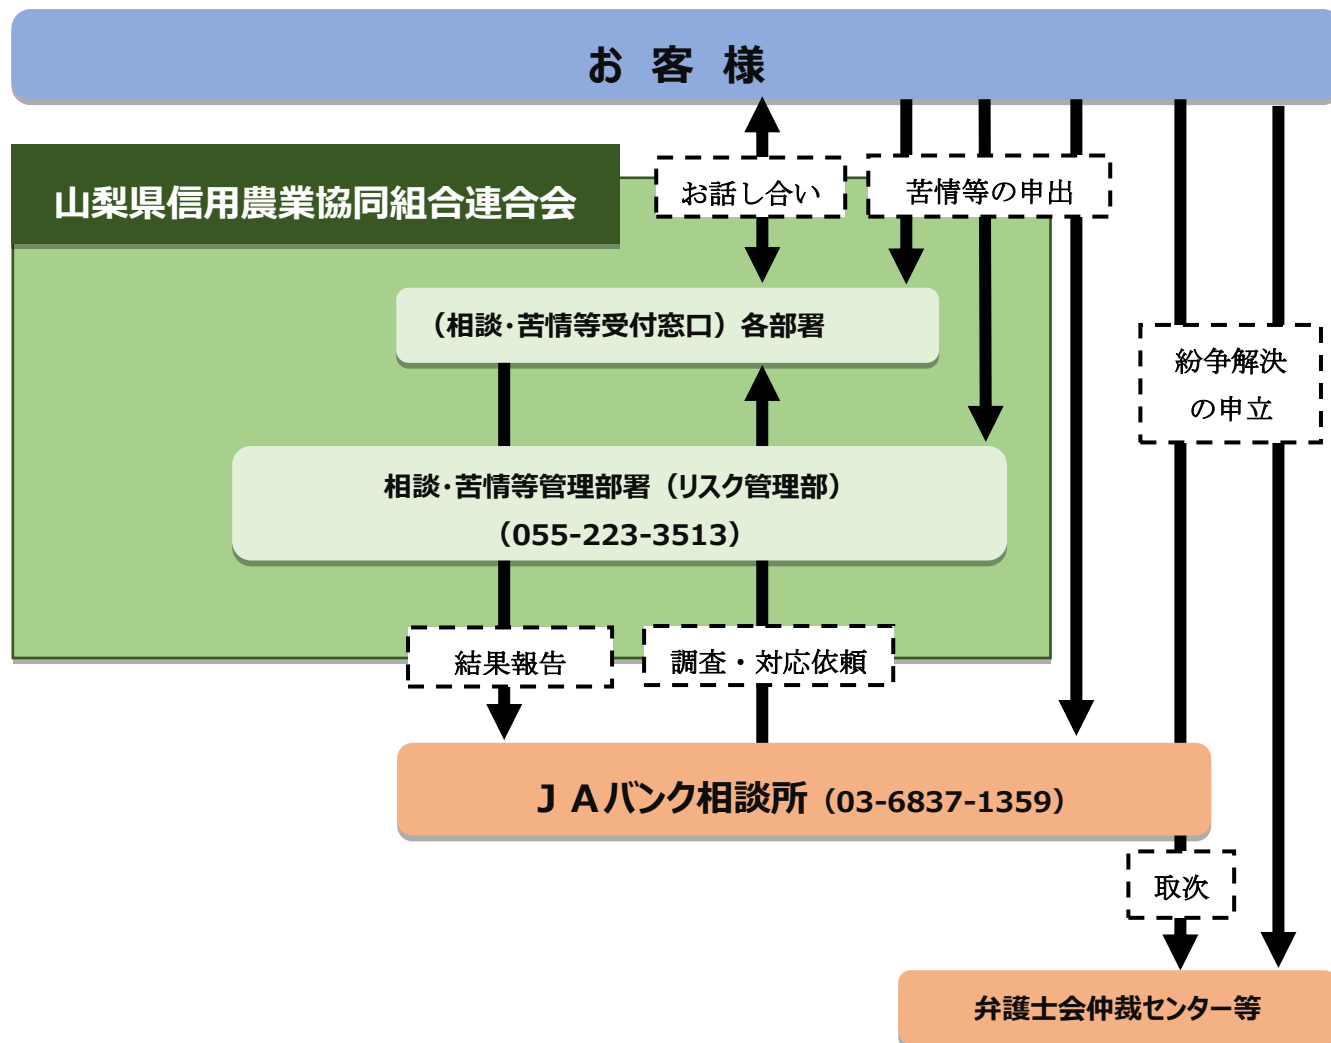 お 客 様
山梨県信用農業協同組合連合会
お話し合い
苦情等の申出
（相談・苦情等受付窓口）各部署
紛争解決
の申立
相談・苦情等管理部署（リスク管理部）
（055-223-3513）
結果報告
調査・対応依頼
ＪＡバンク相談所（03-6837-1359）
取次
弁護士会仲裁センター等